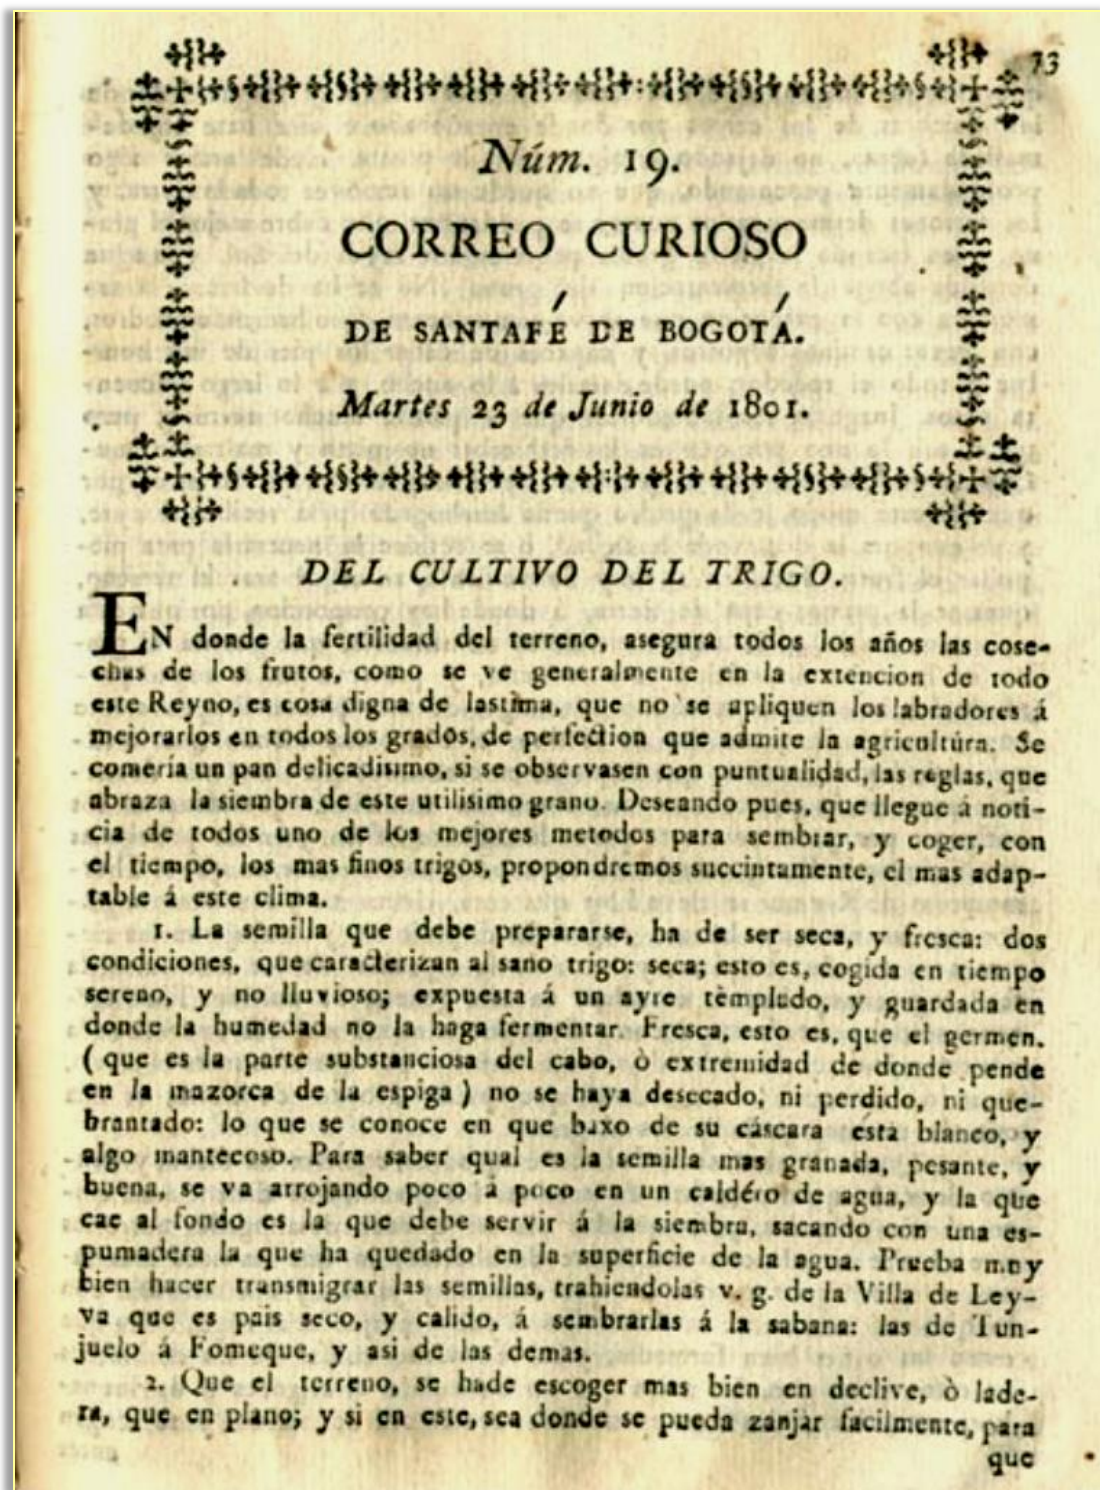 73
Núm. 19.
CORREO CURIOSO
DE SANTAFÉ DE BOGOTÁ.
Martes 23 de Junio de 1801.
DEL CULTIVO DEL TRIGO.
EN donde la fertilidad del terreno, asegura todos los años las cose-
chas de los frutos, como se ve generalmente en la extencion de todo
este Reyno, es cosa digna de lastima, que no se apliquen los labradores á
mejorarlos en todos los grados, de perfection que admite la agricultúra. Se
comería un pan delicadisimo, si se observasen con puntualidad, las reglas, que
abraza la siembra de este utilisimo grano. Deseando pues, que llegue á noti-
cia de todos uno de los mejores metodos para sembrar, y coger, con
el tiempo, los mas finos trigos, propondremos succintamente, el mas adap-
table á este clima.
1. La semilla que debe prepararse, ha de ser seca, y fresca: dos
condiciones, que caracterizan al sano trigo: seca; esto es, cogida en tiempo
sereno, y no lluvioso; expuesta á un ayre templado, y guardada en
donde la humedad no la haga fermentar. Fresca, esto es, que el germen.
( que es la parte substanciosa del cabo, ò extremidad de donde pende
en la mazorca de la espiga ) no se haya desecado, ni perdido, ni que-
brantado: lo que se conoce en que baxo de su cáscara esta blanco, y
algo mantecoso. Para saber qual es la semilla mas granada, pesante, y
buena, se va arrojando poco á poco en un caldéro de agua, y la que
cae al fondo es la que debe servir á la siembra, sacando con una es-
pumadera la que ha quedado en la superficie de la agua. Prueba muy
bien hacer transmigrar las semillas, trahiendolas v. g. de la Villa de Ley-
va que es pais seco, y calido, á sembrarlas á la sabana: las de Tun-
juelo á Fomeque, y asi de las demas.
2. Que el terreno, se hade escoger mas bien en declive, ò lade-
ra, que en plano; y si en este, sea donde se pueda zanjar facilmente, para
que